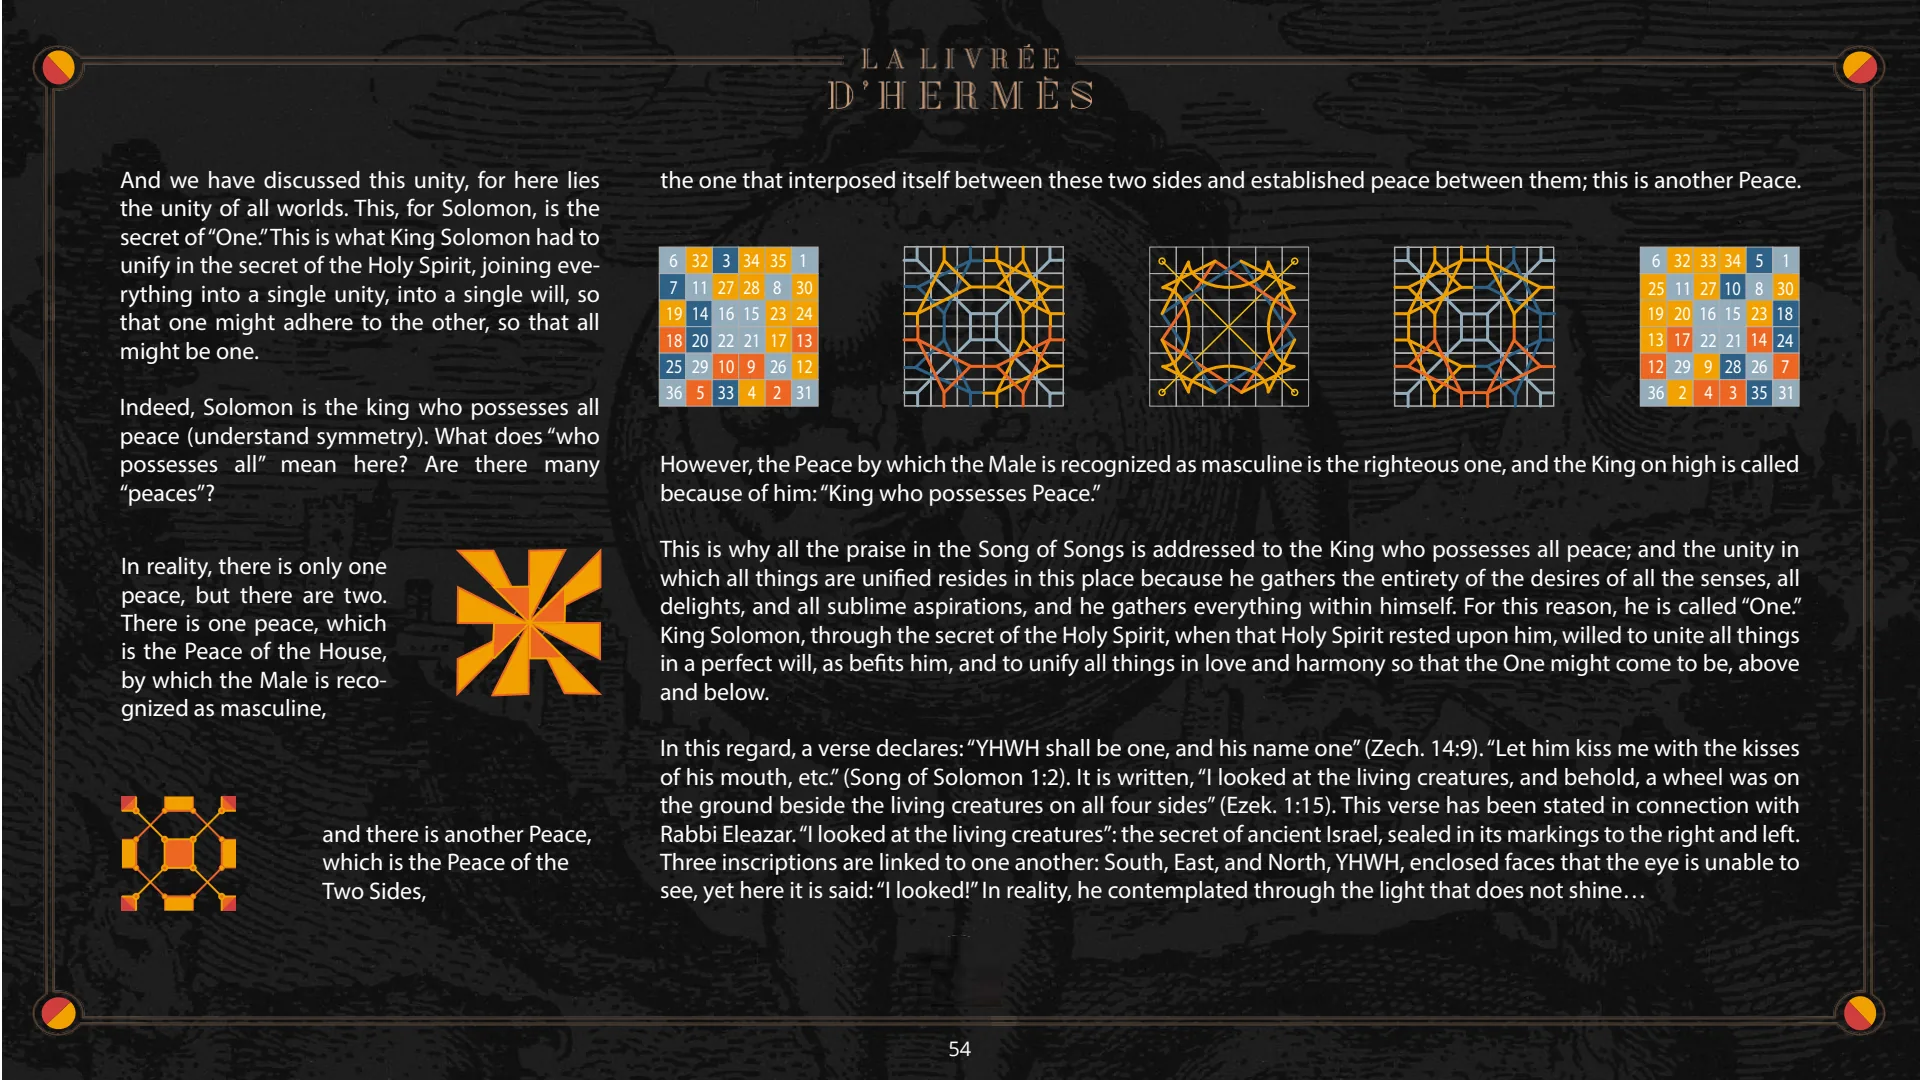 LA LIVRÉE
D'HERMÈS
And we have discussed this unity, for here lies
the unity of all worlds. This, for Solomon, is the
secret of “One.” This is what King Solomon had to
unify in the secret of the Holy Spirit, joining eve-
rything into a single unity, into a single will, so
that one might adhere to the other, so that all
might be one.
Indeed, Solomon is the king who possesses all
peace (understand symmetry). What does “who
possesses all” mean here? Are there many
“peaces”?
In reality, there is only one
peace, but there are two.
There is one peace, which
is the Peace of the House,
by which the Male is reco-
gnized as masculine,
and there is another Peace,
which is the Peace of the
Two Sides,
the one that interposed itself between these two sides and established peace between them; this is another Peace.
6 32 3 34 35 1
7 11 27 28 8 30
19 14 16 15 23 24
18 20 22 21 17 13
25 29 10 9 26 12
36 5 33 4 2 31
6 32 33 34 5 1
25 11 27 10 8 30
19 20 16 15 23 18
13 17 22 21 14 24
12 29 9 28 26 7
36 2 4 3 35 31
However, the Peace by which the Male is recognized as masculine is the righteous one, and the King on high is called
because of him: “King who possesses Peace.”
This is why all the praise in the Song of Songs is addressed to the King who possesses all peace; and the unity in
which all things are unified resides in this place because he gathers the entirety of the desires of all the senses, all
delights, and all sublime aspirations, and he gathers everything within himself. For this reason, he is called “One.”
King Solomon, through the secret of the Holy Spirit, when that Holy Spirit rested upon him, willed to unite all things
in a perfect will, as befits him, and to unify all things in love and harmony so that the One might come to be, above
and below.
In this regard, a verse declares: “YHWH shall be one, and his name one” (Zech. 14:9). “Let him kiss me with the kisses
of his mouth, etc.” (Song of Solomon 1:2). It is written, “I looked at the living creatures, and behold, a wheel was on
the ground beside the living creatures on all four sides” (Ezek. 1:15). This verse has been stated in connection with
Rabbi Eleazar. “I looked at the living creatures”: the secret of ancient Israel, sealed in its markings to the right and left.
Three inscriptions are linked to one another: South, East, and North, YHWH, enclosed faces that the eye is unable to
see, yet here it is said: “I looked!” In reality, he contemplated through the light that does not shine…
54